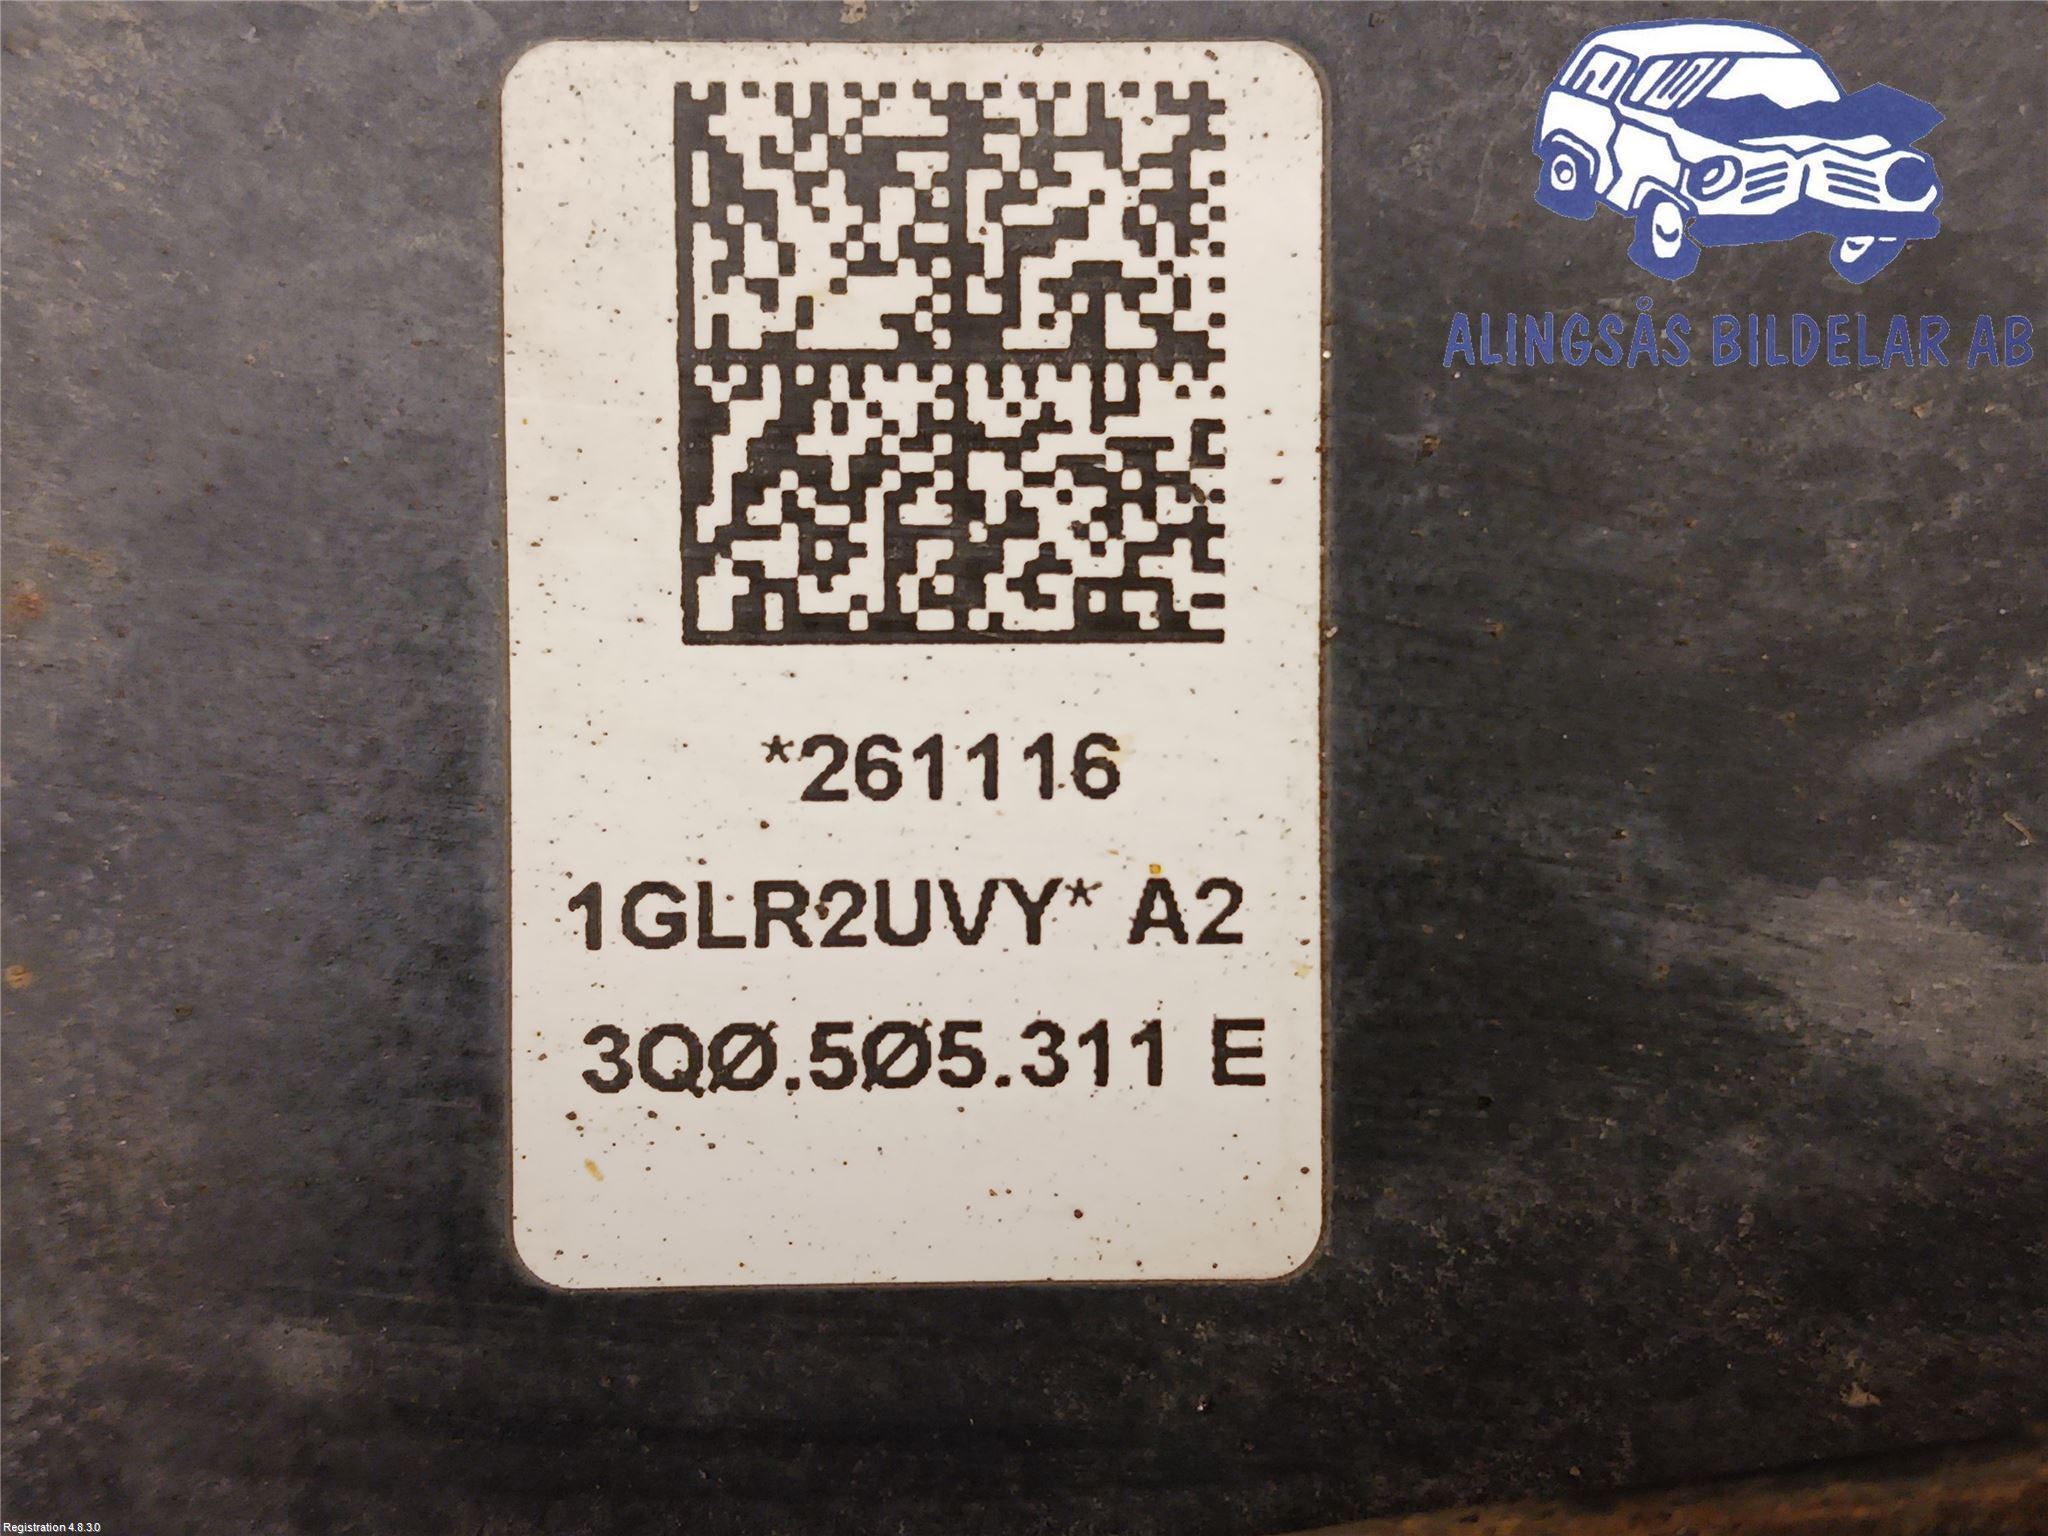 ALINGSÅS BILDELAR AB
*261116
1GLR2UVY* A2
3QØ.5Ø5.311 E
Registration 4.8.3.0